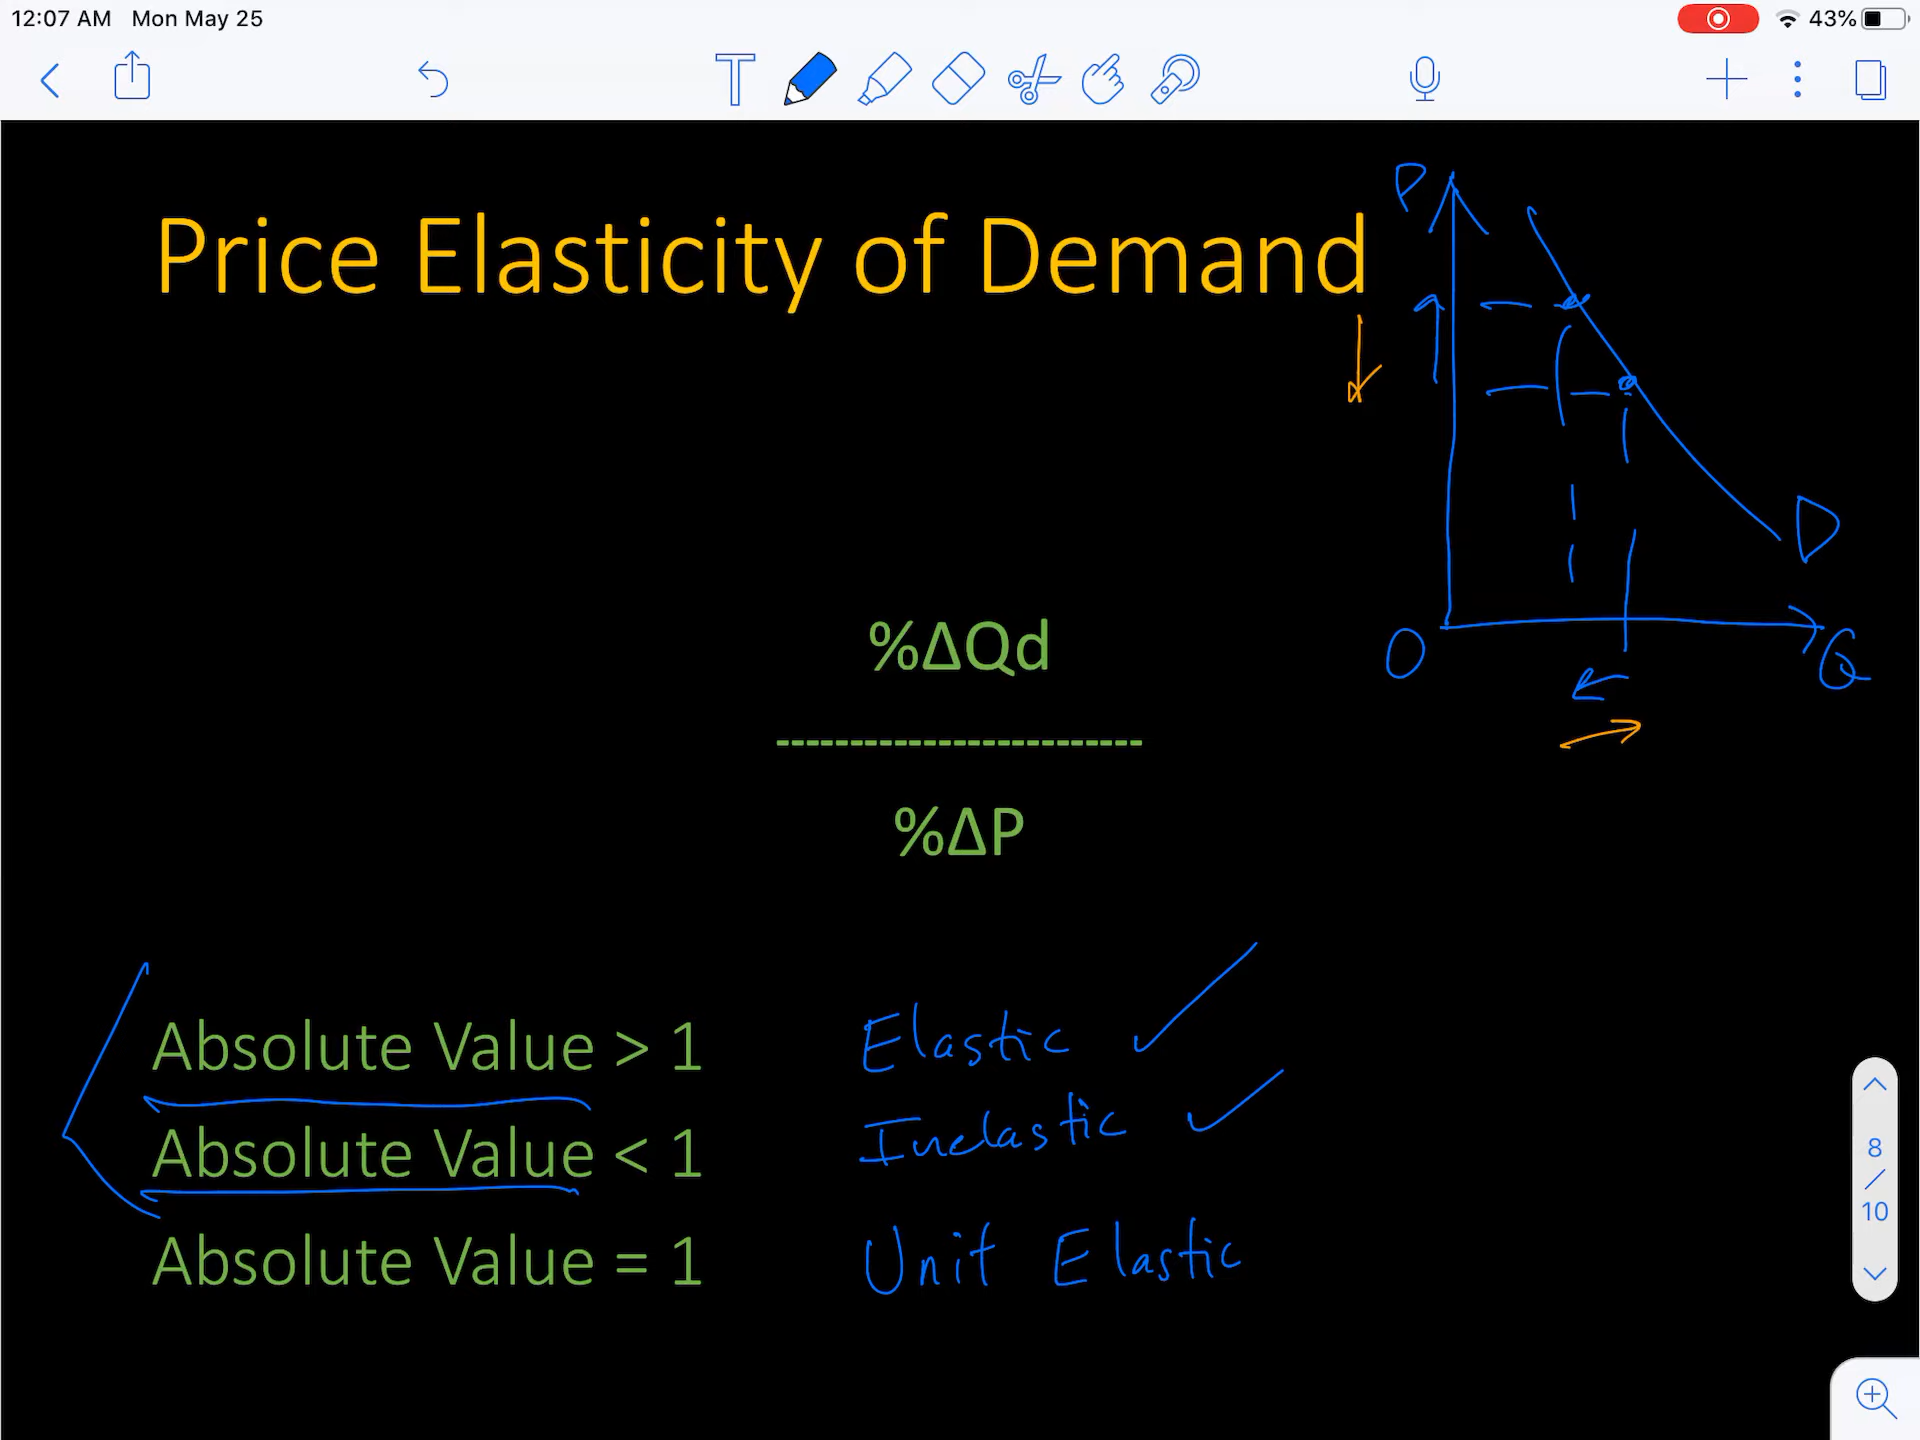 12:07 AM Mon May 25
43%
T
P
Price Elasticity of Demand
D
%ΔQd
O
Q
-------------------------
%ΔP
Absolute Value > 1 Elastic
Absolute Value < 1 Inelastic
Absolute Value = 1 Unit Elastic
8
/
10